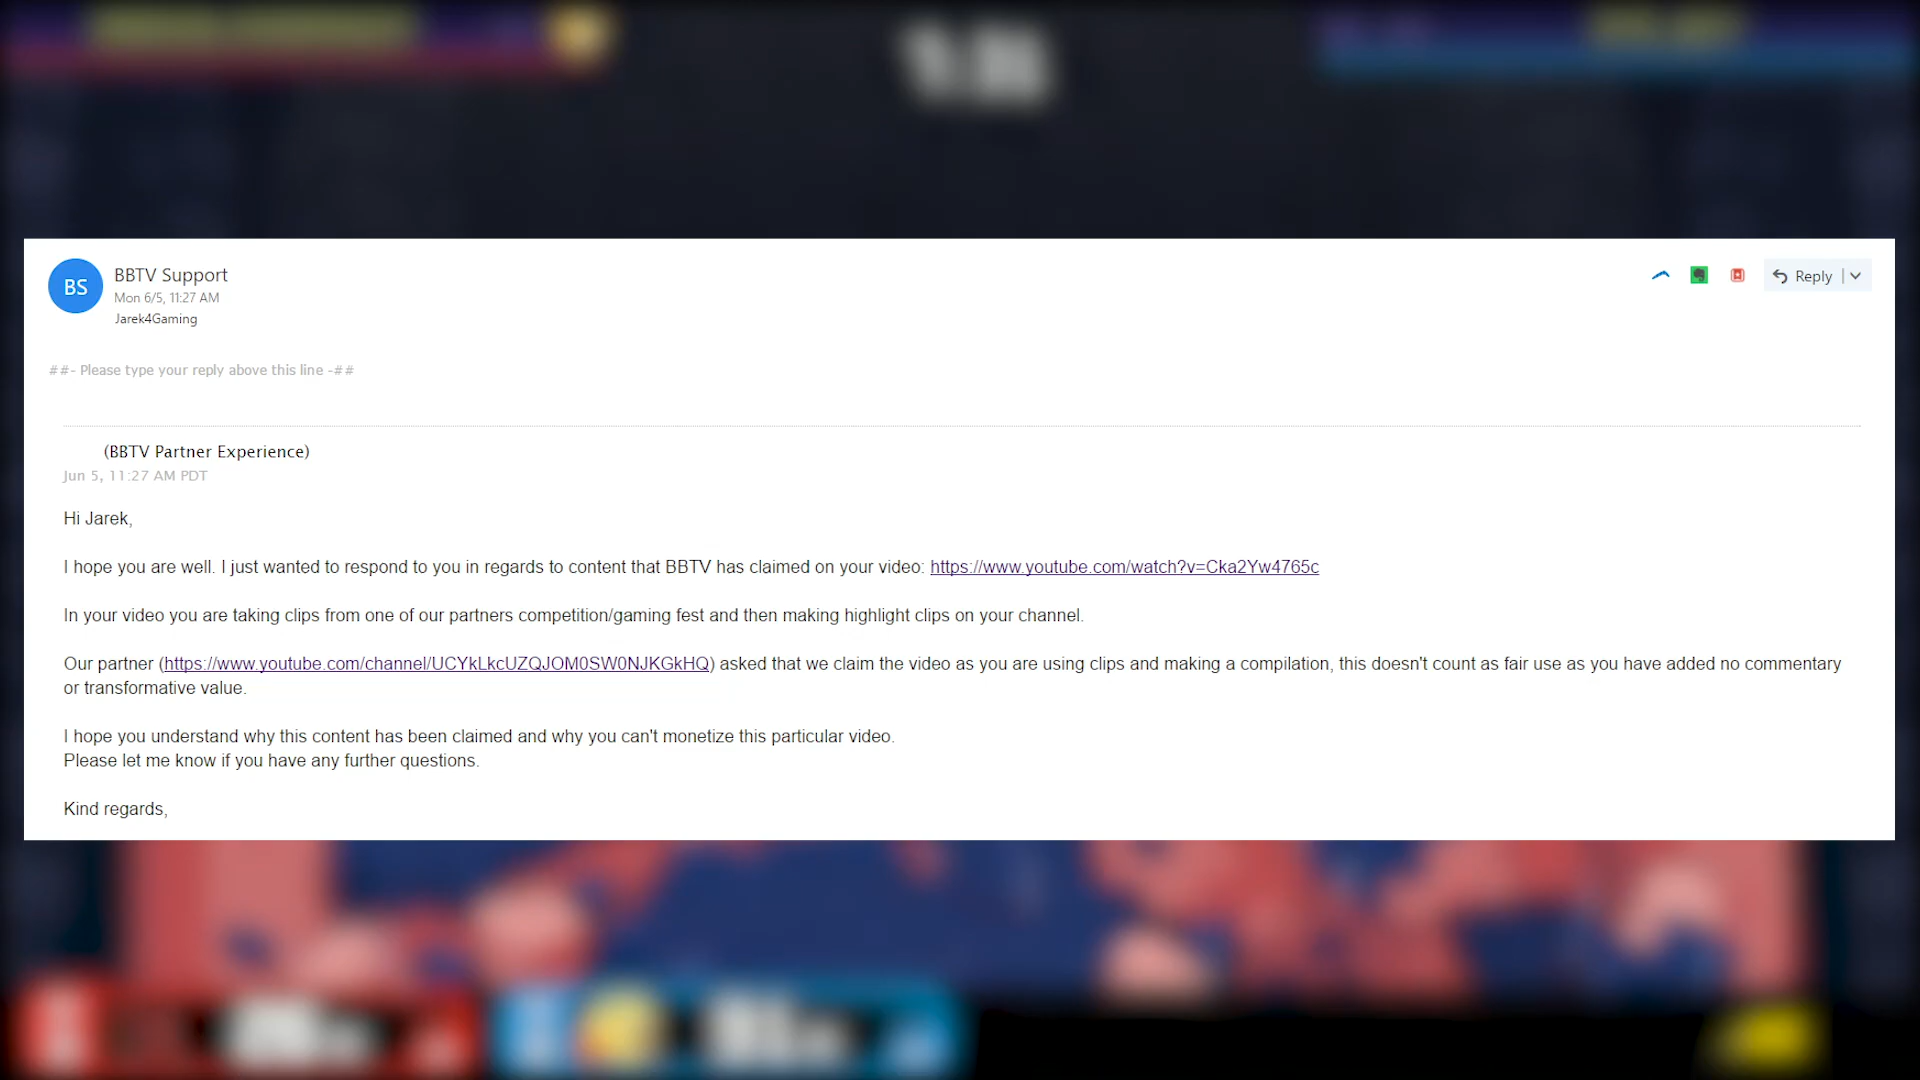 BS
BBTV Support
Mon 6/5, 11:27 AM
Jarek4Gaming
Reply
##- Please type your reply above this line -##
(BBTV Partner Experience)
Jun 5, 11:27 AM PDT
Hi Jarek,
I hope you are well. I just wanted to respond to you in regards to content that BBTV has claimed on your video: https://www.youtube.com/watch?v=Cka2Yw4765c
In your video you are taking clips from one of our partners competition/gaming fest and then making highlight clips on your channel.
Our partner (https://www.youtube.com/channel/UCYkLkcUZQJOM0SW0NJKGkHQ) asked that we claim the video as you are using clips and making a compilation, this doesn't count as fair use as you have added no commentary
or transformative value.
I hope you understand why this content has been claimed and why you can't monetize this particular video.
Please let me know if you have any further questions.
Kind regards,